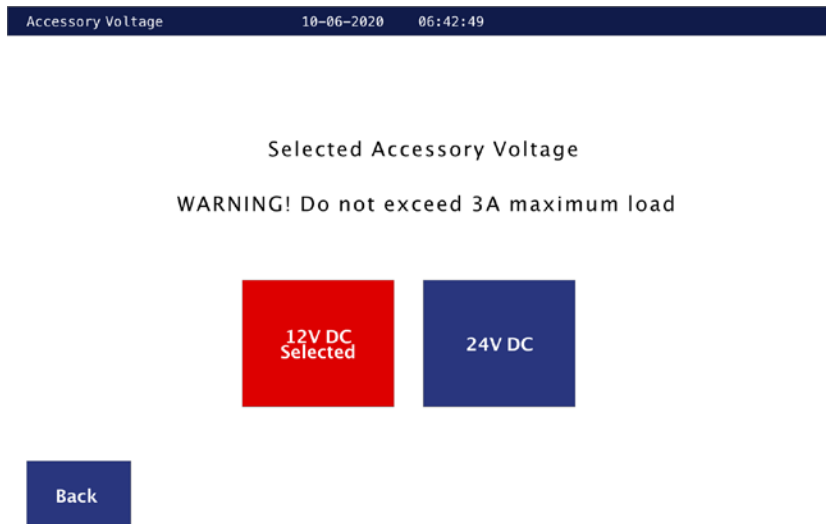 Accessory Voltage 10-06-2020 06:42:49
Selected Accessory Voltage
WARNING! Do not exceed 3A maximum load
12V DC
Selected
24V DC
Back